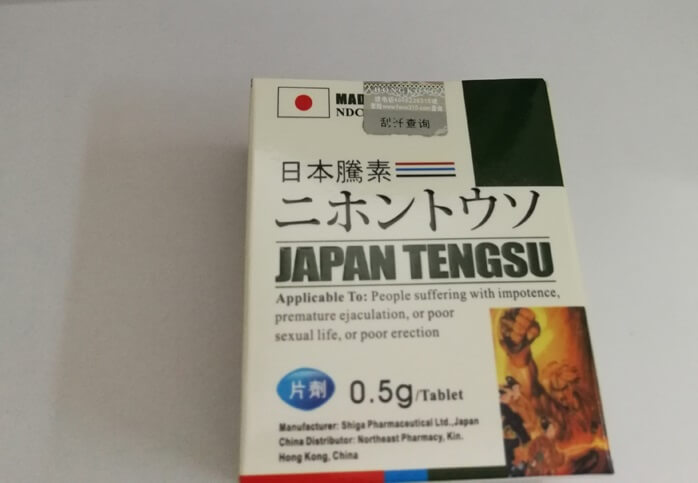 MAD
NDC
刮开查询
日本騰素
ニホントウソ
JAPAN TENGSU
Applicable To: People suffering with impotence,
premature ejaculation, or poor
sexual life, or poor erection
片劑
0.5g/Tablet
Manufacturer: Shiga Pharmaceutical Ltd.,Japan
China Distributor: Northeast Pharmacy, Kin.
Hong Kong, China